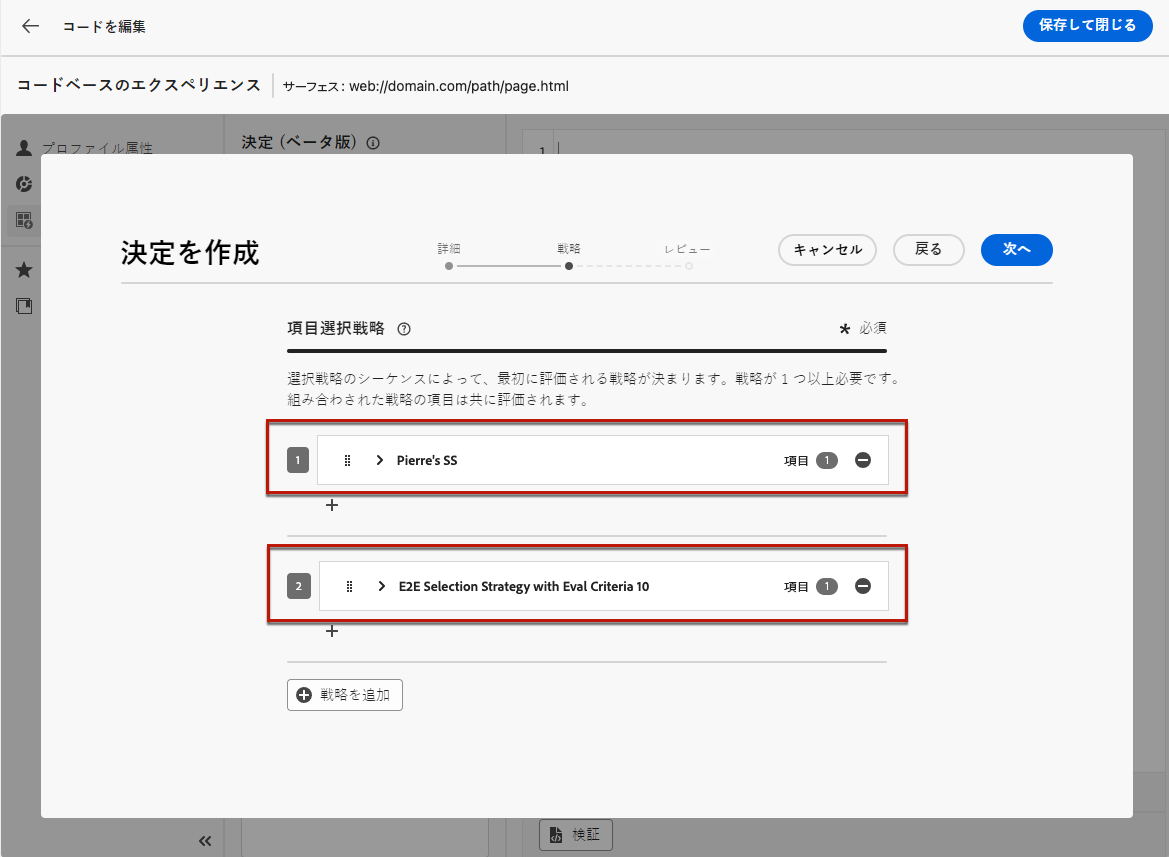 コードを編集
保存して閉じる
コードベースのエクスペリエンス
サーフェス: web://domain.com/path/page.html
プロファイル属性
決定 (ベータ版)
1
決定を作成
詳細
戦略
レビュー
キャンセル
戻る
次へ
項目選択戦略
* 必須
選択戦略のシーケンスによって、最初に評価される戦略が決まります。戦略が 1 つ以上必要です。
組み合わされた戦略の項目は共に評価されます。
1 Pierre's SS 項目 1
2 E2E Selection Strategy with Eval Criteria 10 項目 1
戦略を追加
検証